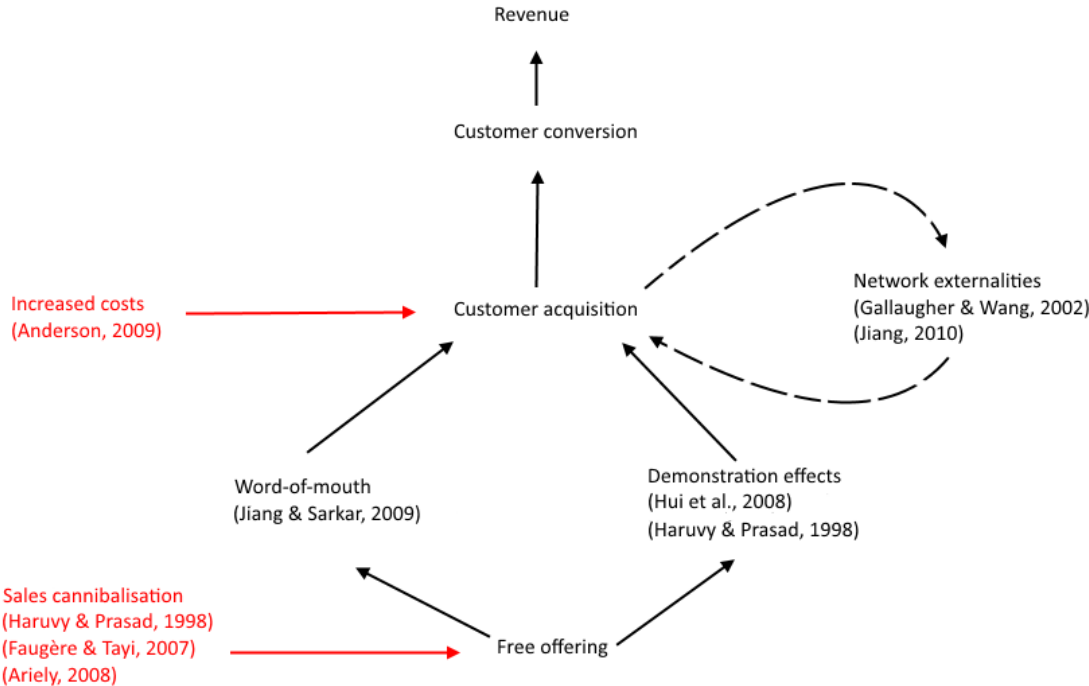 Revenue
Customer conversion
Network externalities
(Gallaugher & Wang, 2002)
(Jiang, 2010)
Increased costs
(Anderson, 2009)
Customer acquisition
Word-of-mouth
(Jiang & Sarkar, 2009)
Demonstration effects
(Hui et al., 2008)
(Haruvy & Prasad, 1998)
Sales cannibalisation
(Haruvy & Prasad, 1998)
(Faugère & Tayi, 2007)
(Ariely, 2008)
Free offering